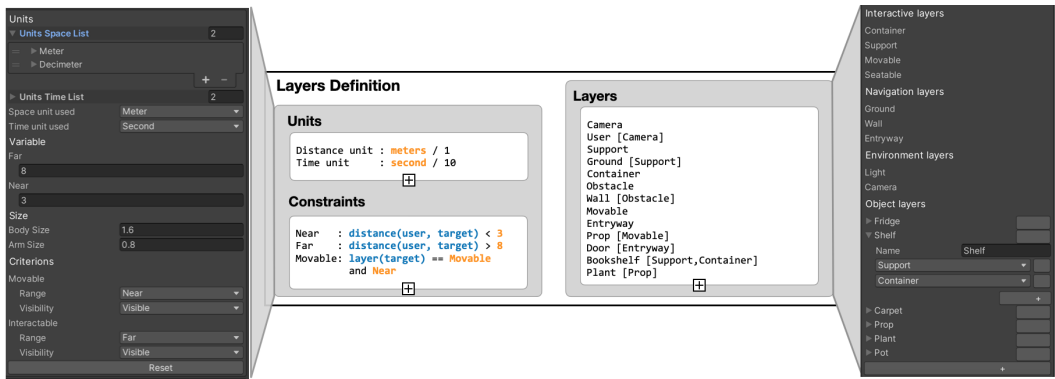 Units
Units Space List 2
Meter
Decimeter
+ −
Units Time List 2
Space unit used Meter
Time unit used Second
Variable
Far
8
Near
3
Size
Body Size 1.6
Arm Size 0.8
Criterions
Movable
Range Near
Visibility Visible
Interactable
Range Far
Visibility Visible
Reset
Layers Definition
Units
Distance unit : meters / 1
Time unit : second / 10
+
Constraints
Near : distance(user, target) < 3
Far : distance(user, target) > 8
Movable: layer(target) == Movable
and Near
+
Layers
Camera
User [Camera]
Support
Ground [Support]
Container
Obstacle
Wall [Obstacle]
Movable
Entryway
Prop [Movable]
Door [Entryway]
Bookshelf [Support,Container]
Plant [Prop]
+
Interactive layers
Container
Support
Movable
Seatable
Navigation layers
Ground
Wall
Entryway
Environment layers
Light
Camera
Object layers
Fridge
Shelf
Name Shelf
Support
Container
+
Carpet
Prop
Plant
Pot
+